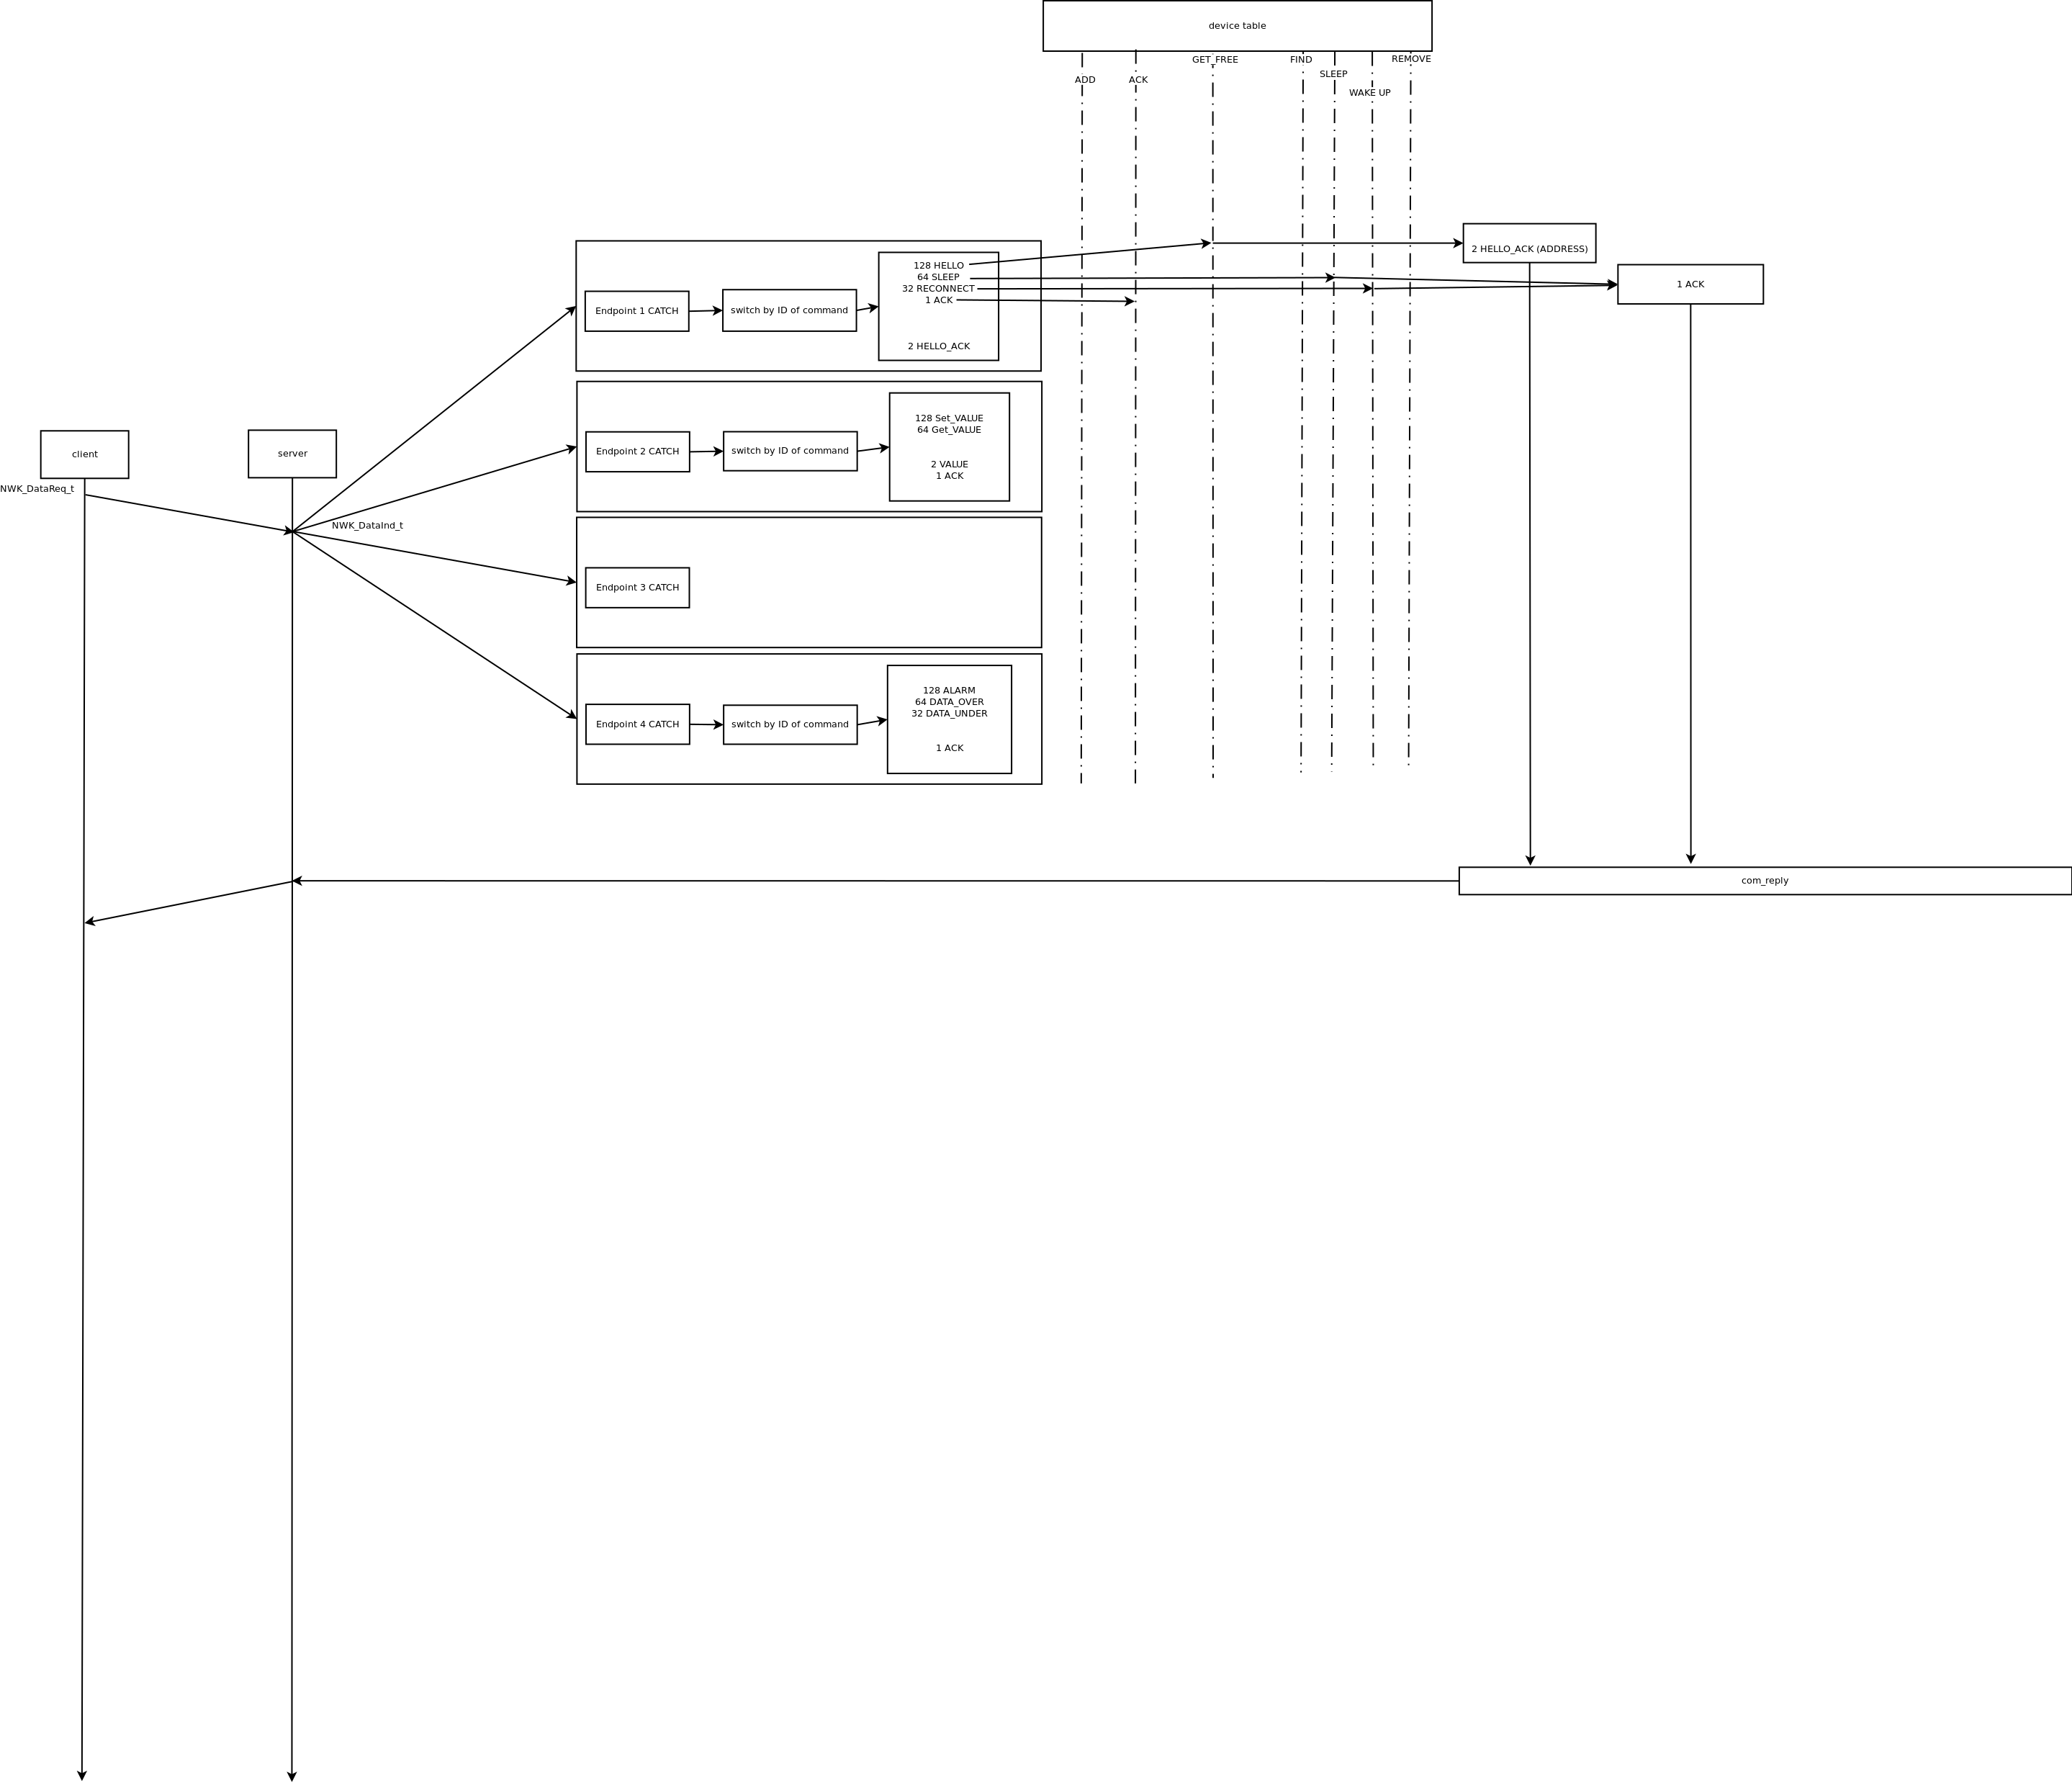 device table
ADD
ACK
GET_FREE
FIND
SLEEP
WAKE UP
REMOVE
2 HELLO_ACK (ADDRESS)
1 ACK
Endpoint 1 CATCH
switch by ID of command
128 HELLO
64 SLEEP
32 RECONNECT
1 ACK
2 HELLO_ACK
Endpoint 2 CATCH
switch by ID of command
128 Set_VALUE
64 Get_VALUE
2 VALUE
1 ACK
client
server
NWK_DataReq_t
NWK_DataInd_t
Endpoint 3 CATCH
Endpoint 4 CATCH
switch by ID of command
128 ALARM
64 DATA_OVER
32 DATA_UNDER
1 ACK
com_reply